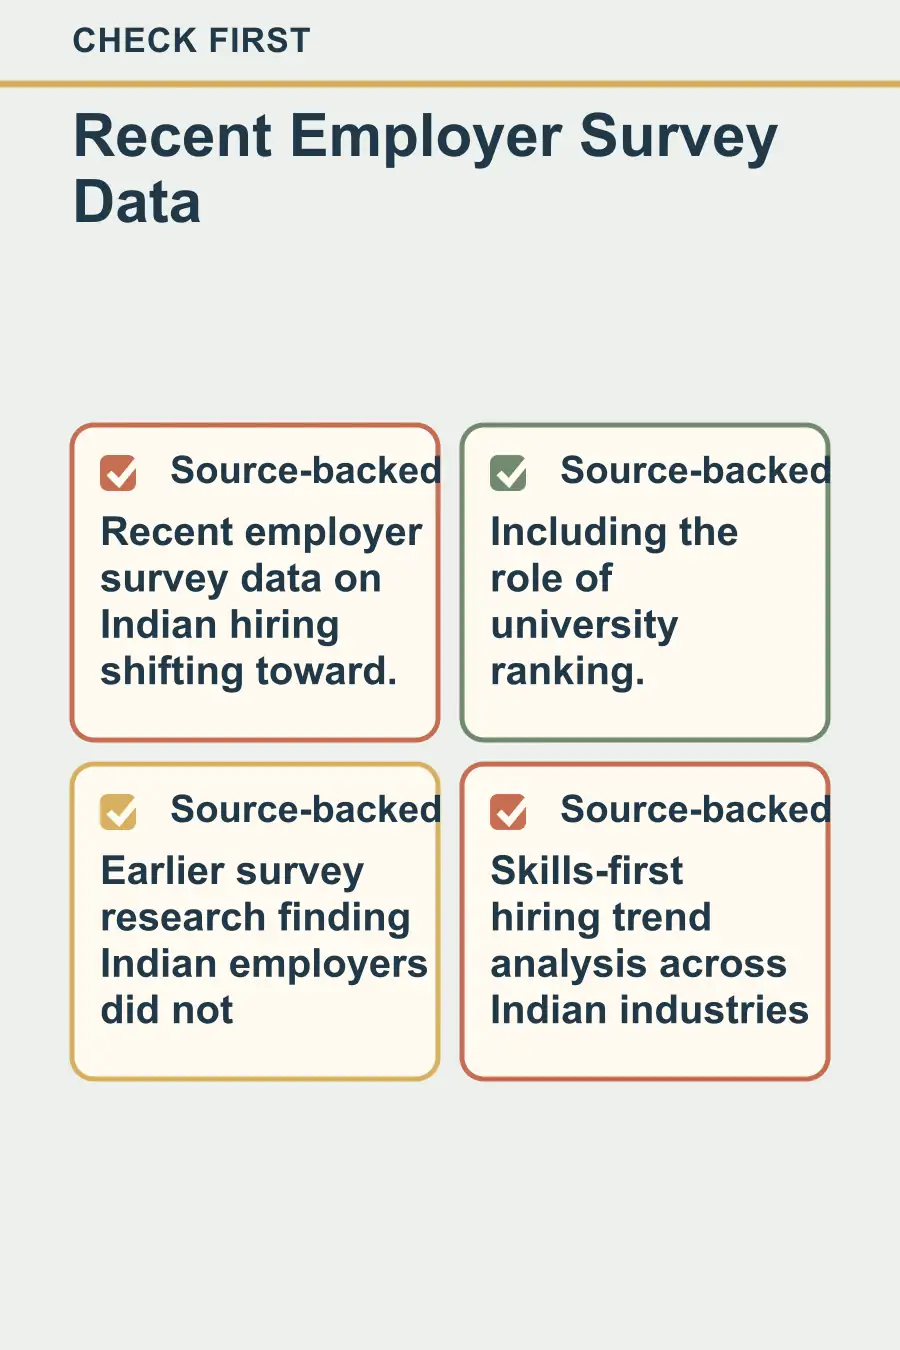 CHECK FIRST
Recent Employer Survey
Data
Source-backed
Recent employer
survey data on
Indian hiring
shifting toward.
Source-backed
Including the
role of
university
ranking.
Source-backed
Earlier survey
research finding
Indian employers
did not
Source-backed
Skills-first
hiring trend
analysis across
Indian industries